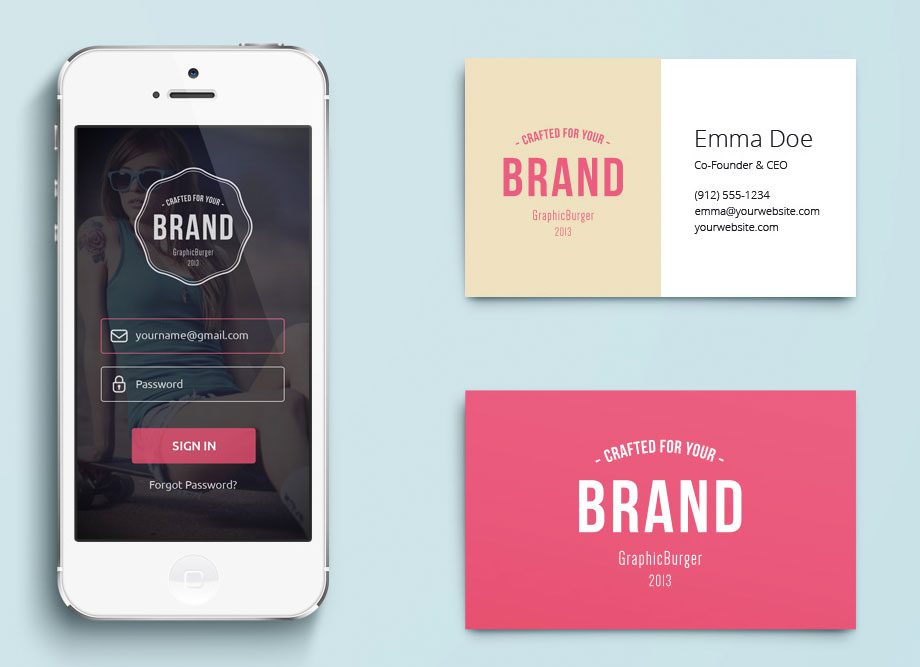 - CRAFTED FOR YOUR -
BRAND
GraphicBurger
2013
yourname@gmail.com
Password
SIGN IN
Forgot Password?
- CRAFTED FOR YOUR -
BRAND
GraphicBurger
2013
Emma Doe
Co-Founder & CEO
(912) 555-1234
emma@yourwebsite.com
yourwebsite.com
- CRAFTED FOR YOUR -
BRAND
GraphicBurger
2013